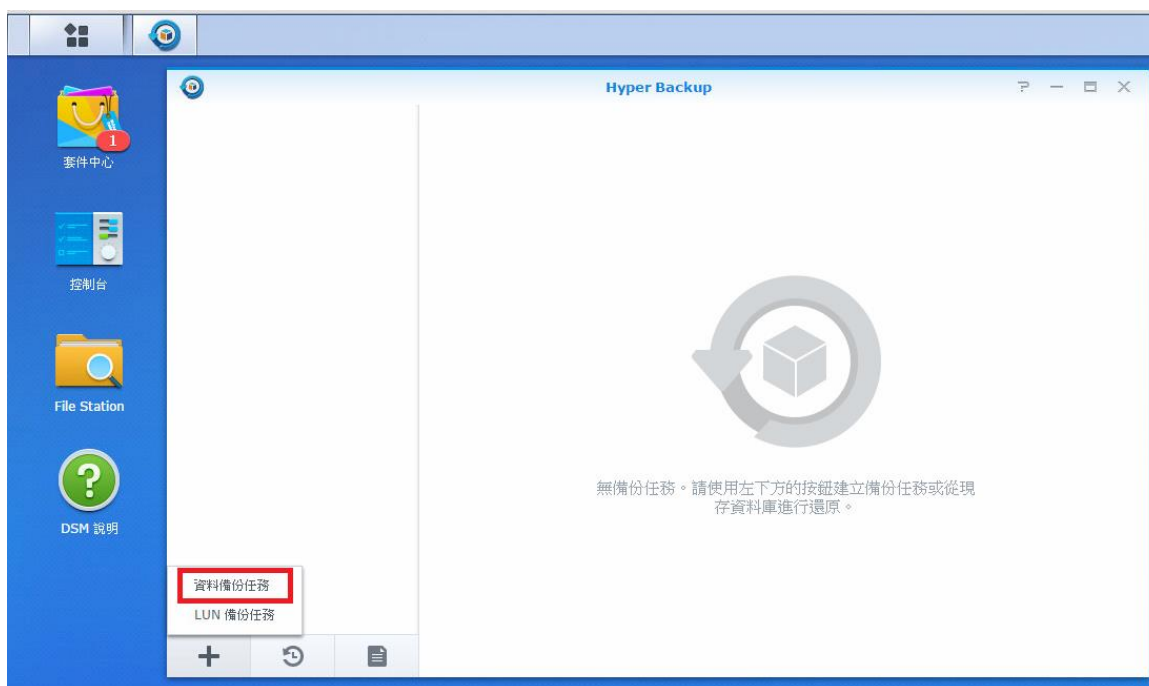 Hyper Backup
1
套件中心
控制台
File Station
DSM 說明
無備份任務。請使用左下方的按鈕建立備份任務或從現
存資料庫進行還原。
資料備份任務
LUN 備份任務